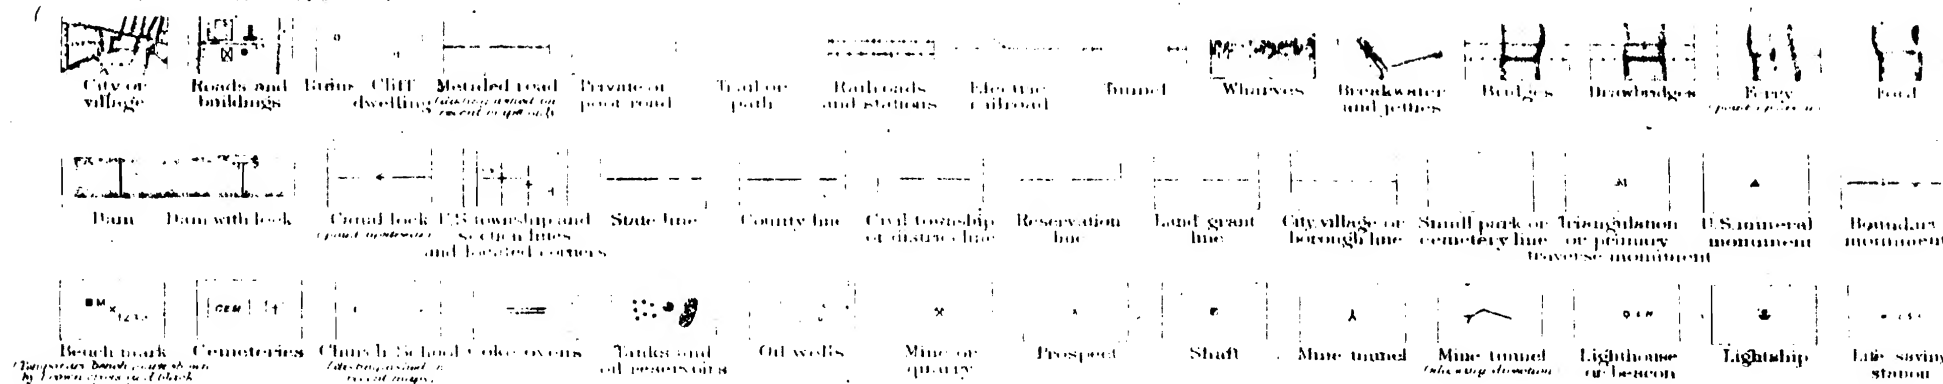 City or village
Roads and buildings
Ruins
Cliff dwelling
Metaled road
Private or poor road
Trail or path
Railroads and stations
Electric railroad
Tunnel
Wharves
Breakwater and jetties
Bridges
Drawbridges
Ferry
Ford
Dam
Dam with lock
Canal lock
U.S. township and section lines and located corners
State line
County line
Civil township or district line
Reservation line
Land grant line
City, village or borough line
Small park or cemetery line
Triangulation or primary traverse monument
U.S. mineral monument
Boundary monument
B M
X
CEM
Bench mark
Cemeteries
Church School
Coke ovens
Tanks and oil reservoirs
Oil wells
Mine or quarry
Prospect
Shaft
Mine tunnel
Mine tunnel
(showing direction)
Lighthouse or beacon
Lightship
Life saving station